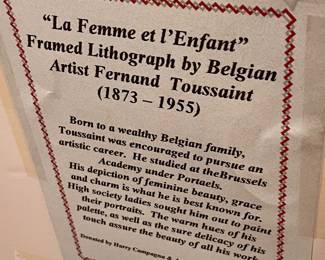 “La Femme et l’Enfant”
Framed Lithograph by Belgian
Artist Fernand Toussaint
(1873 – 1955)
Born to a wealthy Belgian family,
Toussaint was encouraged to pursue an
artistic career. He studied at theBrussels
Academy under Portaels.
His depiction of feminine beauty, grace
and charm is what he is best known for.
High society ladies sought him out to paint
their portraits. The warm hues of his
palette, as well as the sure delicacy of his
touch assure the beauty of all his work
Donated by Harry Campagna &